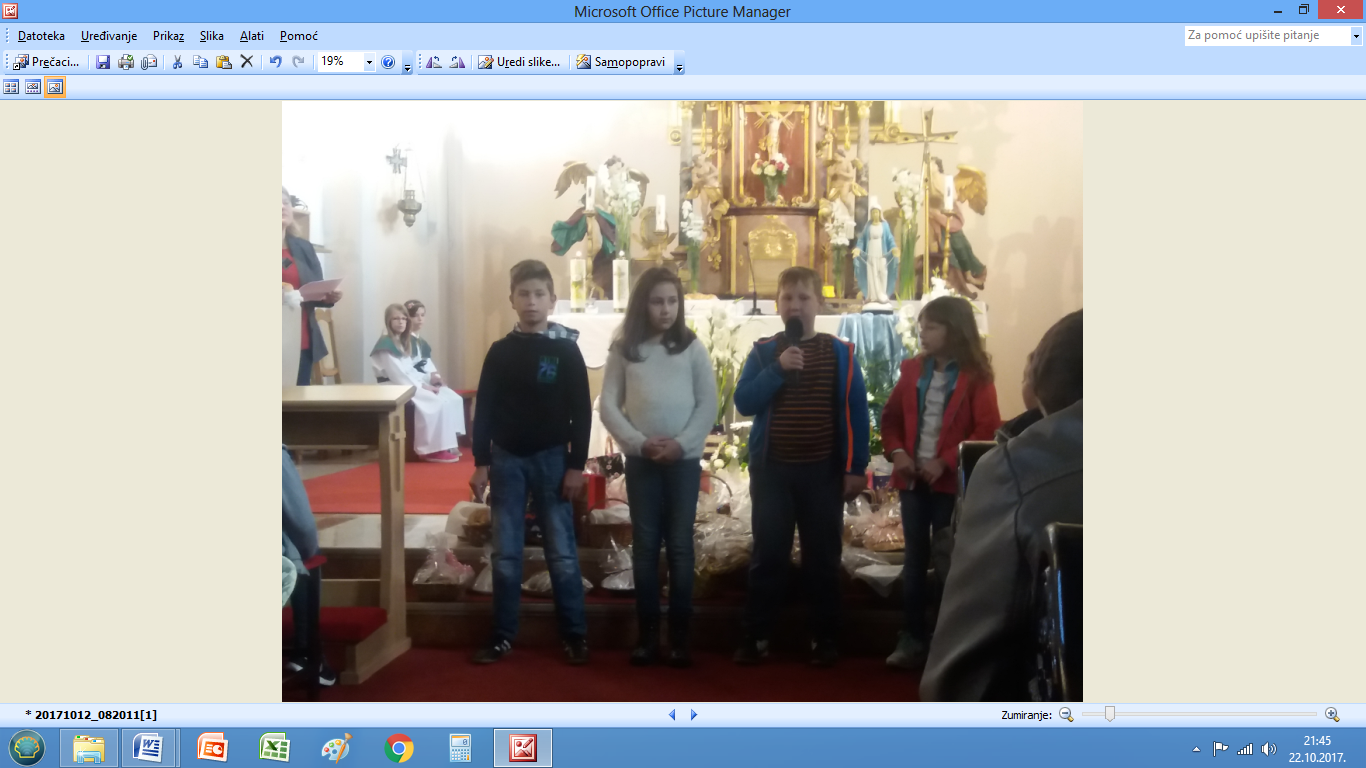 Microsoft Office Picture Manager
Datoteka Uređivanje Prikaz Slika Alati Pomoć
Za pomoć upišite pitanje
Prečaci... 19% Uredi slike... Samopopravi
* 20171012_082011[1]
Zumiranje:
21:45
22.10.2017.